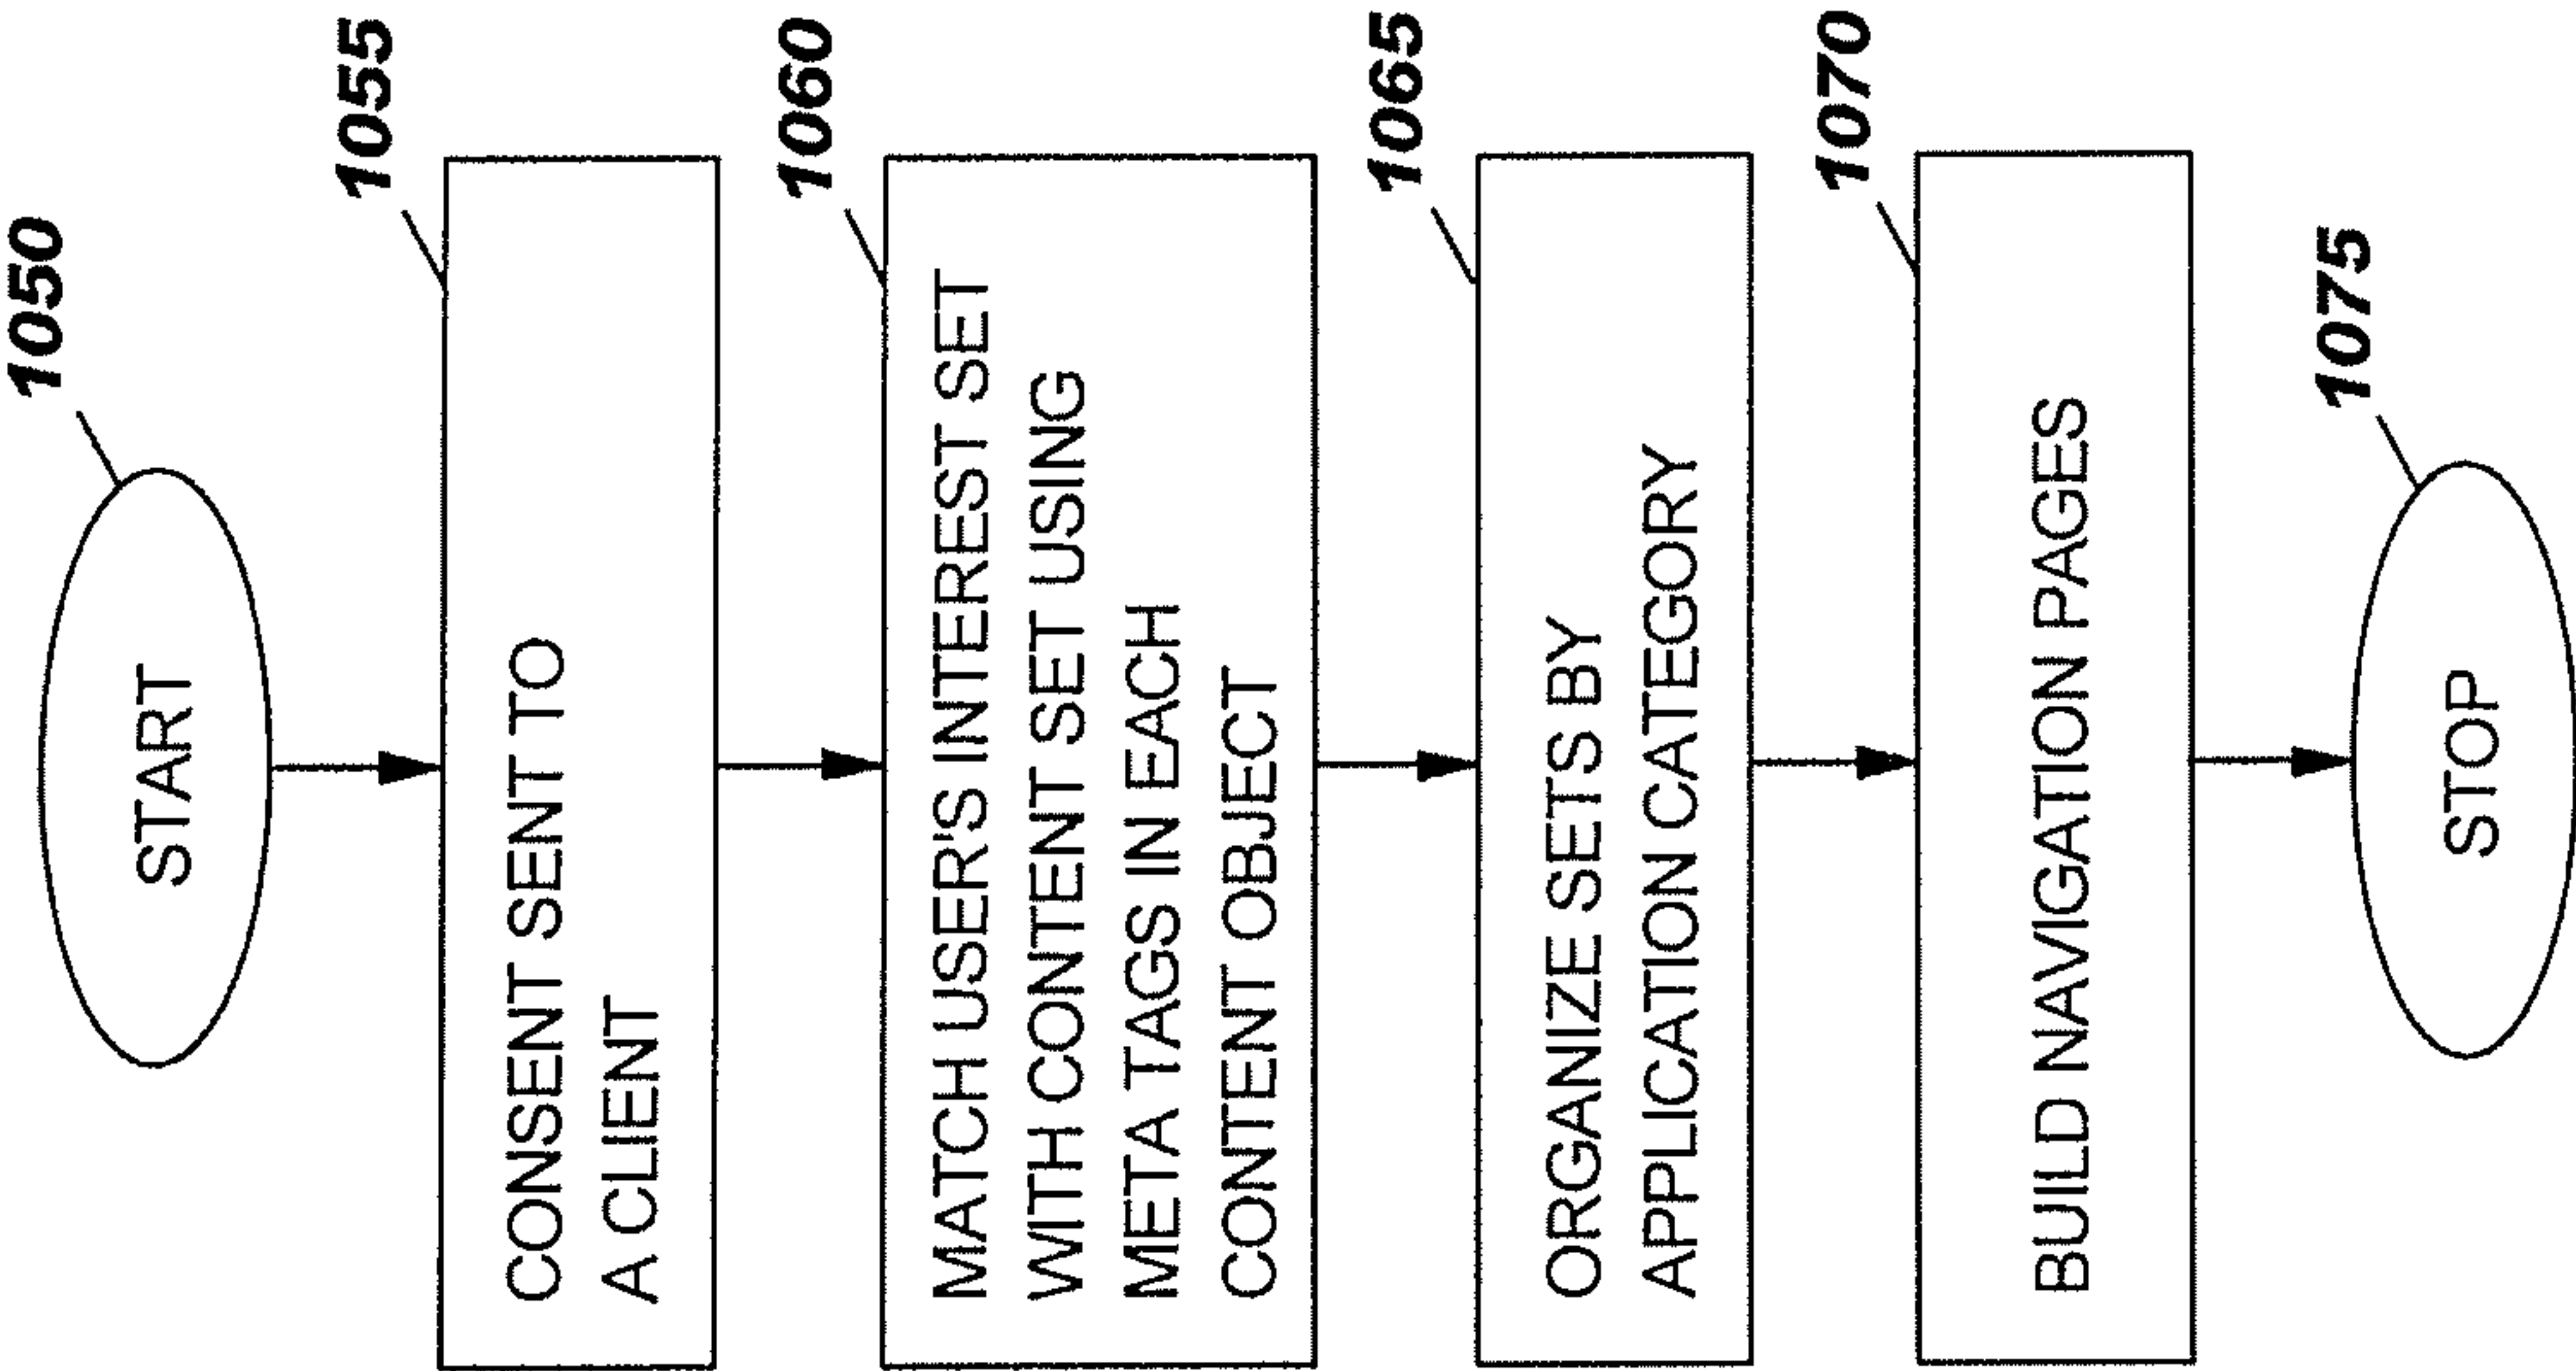 1050
START
1055
CONSENT SENT TO
A CLIENT
1060
MATCH USER'S INTEREST SET
WITH CONTENT SET USING
META TAGS IN EACH
CONTENT OBJECT
1065
ORGANIZE SETS BY
APPLICATION CATEGORY
1070
BUILD NAVIGATION PAGES
1075
STOP